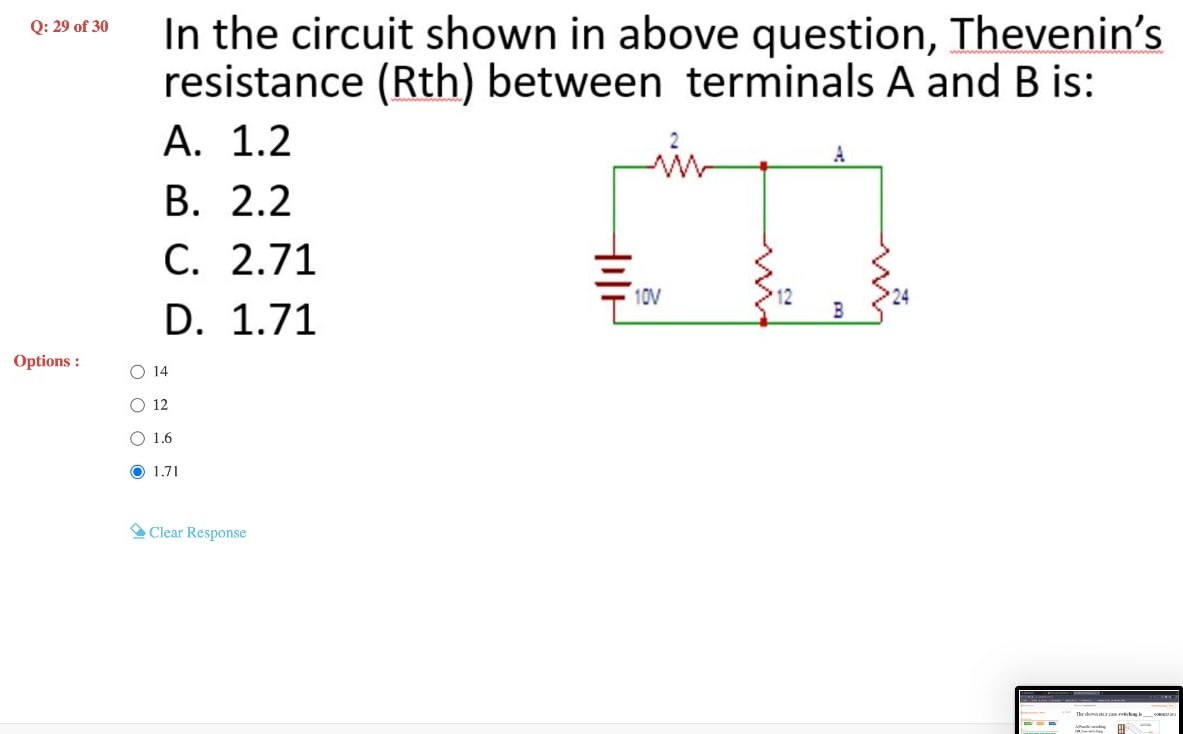 Q: 29 of 30
In the circuit shown in above question, Thevenin's
resistance (Rth) between terminals A and B is:
A. 1.2
B. 2.2
C. 2.71
D. 1.71
2
A
10V
12
B
24
Options :
14
12
1.6
1.71
Clear Response